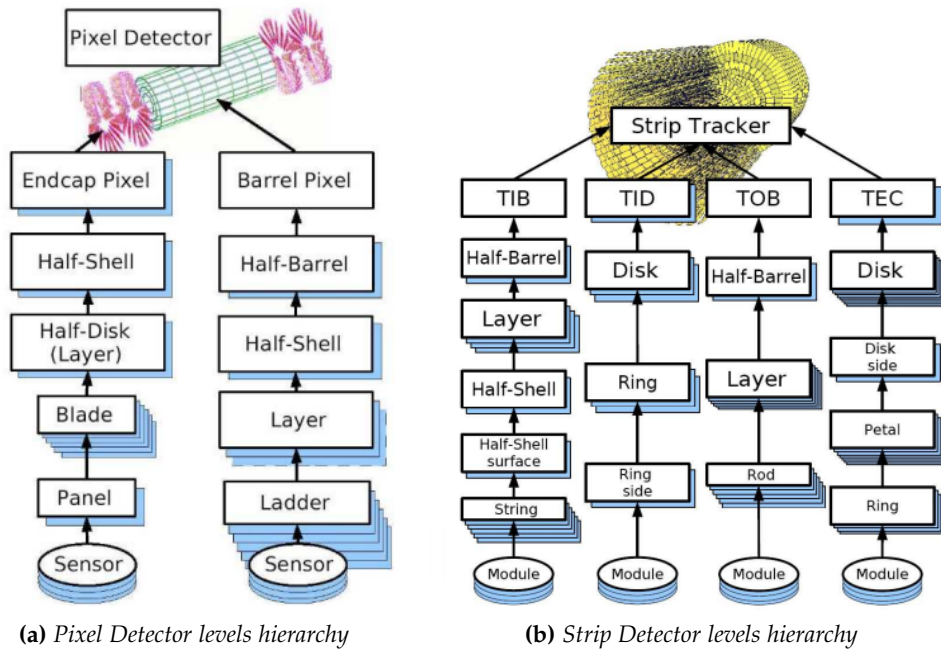 Pixel Detector
Endcap Pixel
Half-Shell
Half-Disk
(Layer)
Blade
Panel
Sensor
Barrel Pixel
Half-Barrel
Half-Shell
Layer
Ladder
Sensor
(a) Pixel Detector levels hierarchy
Strip Tracker
TIB
Half-Barrel
Layer
Half-Shell
Half-Shell
surface
String
Module
TID
Disk
Ring
Ring
side
Module
TOB
Half-Barrel
Layer
Rod
Module
TEC
Disk
Disk
side
Petal
Ring
Module
(b) Strip Detector levels hierarchy